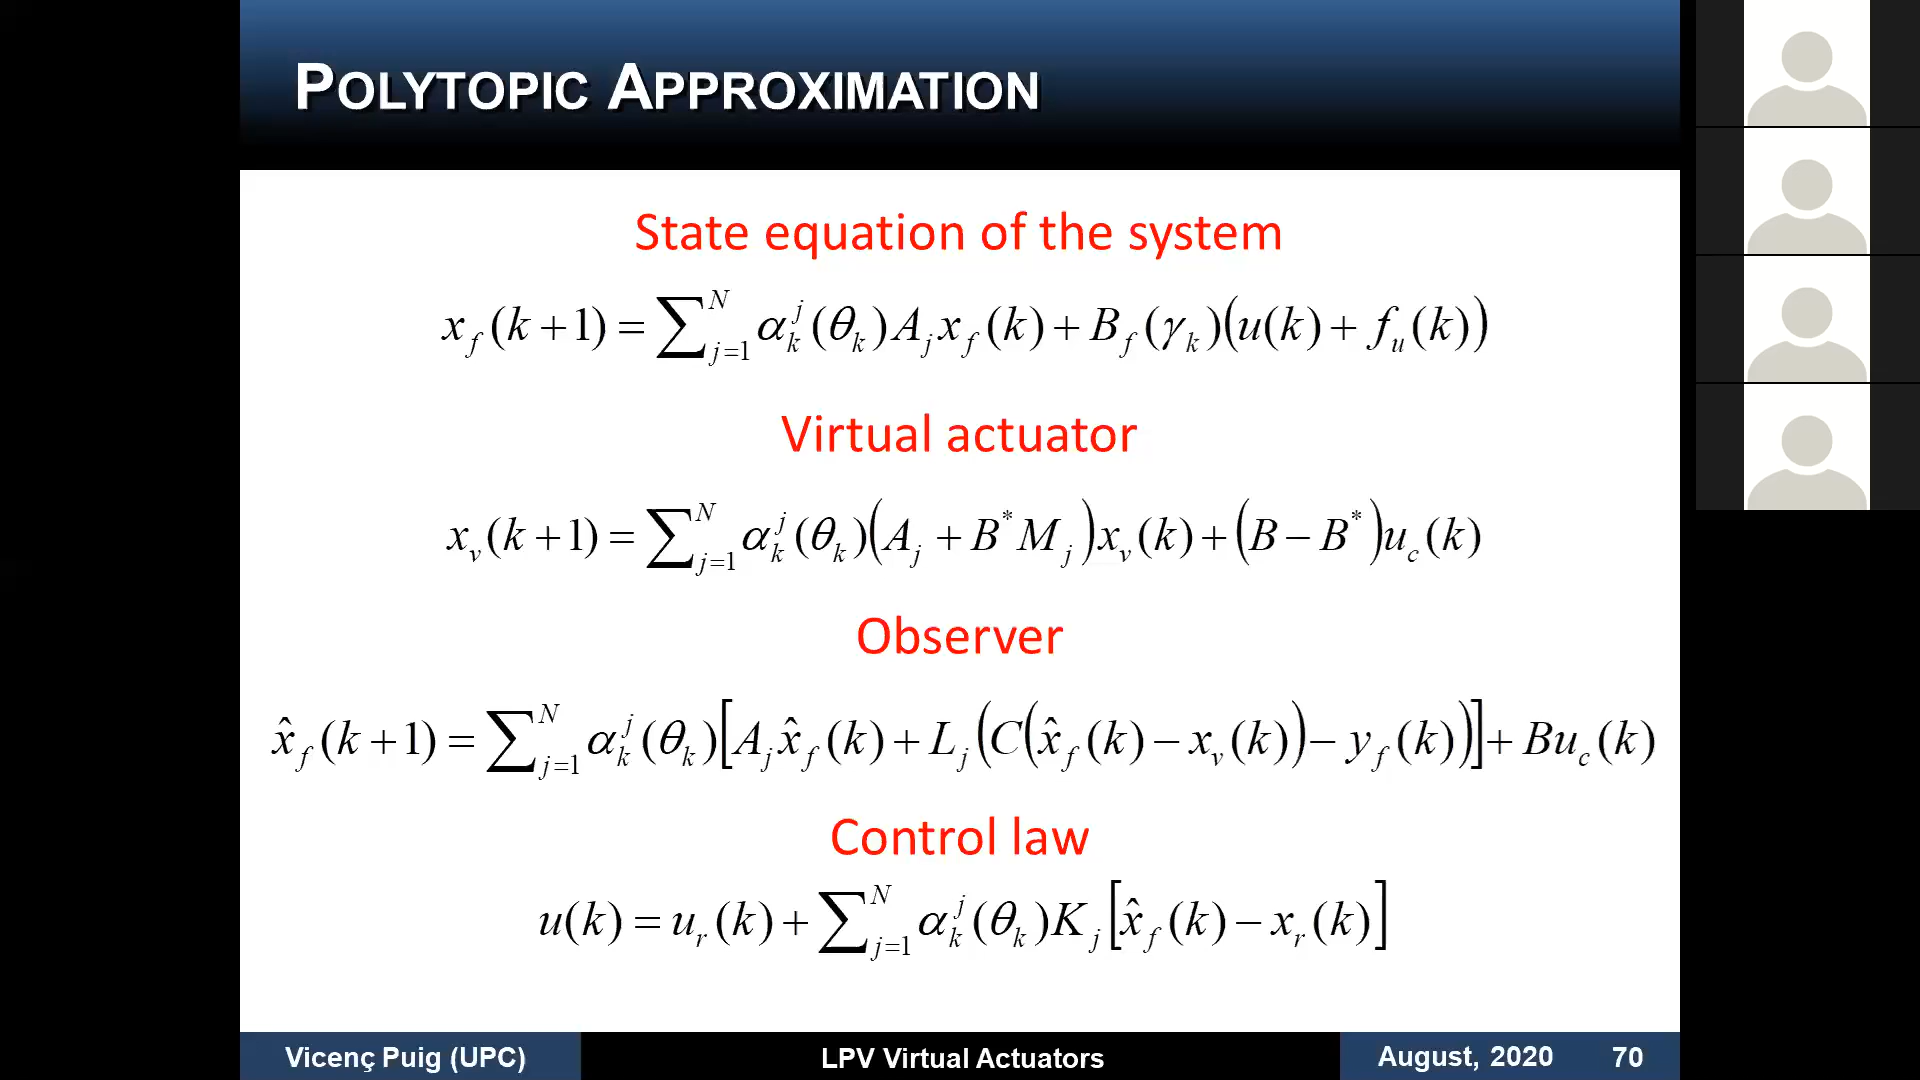 POLYTOPIC APPROXIMATION
State equation of the system
x_f(k+1) = ∑_{j=1}^{N} α_k^j(θ_k) A_j x_f(k) + B_f(γ_k)(u(k) + f_u(k))
Virtual actuator
x_v(k+1) = ∑_{j=1}^{N} α_k^j(θ_k)(A_j + B^* M_j) x_v(k) + (B − B^*) u_c(k)
Observer
x̂_f(k+1) = ∑_{j=1}^{N} α_k^j(θ_k)[A_j x̂_f(k) + L_j(C(x̂_f(k) − x_v(k)) − y_f(k))] + Bu_c(k)
Control law
u(k) = u_r(k) + ∑_{j=1}^{N} α_k^j(θ_k) K_j [x̂_f(k) − x_r(k)]
Vicenç Puig (UPC) LPV Virtual Actuators August, 2020 70